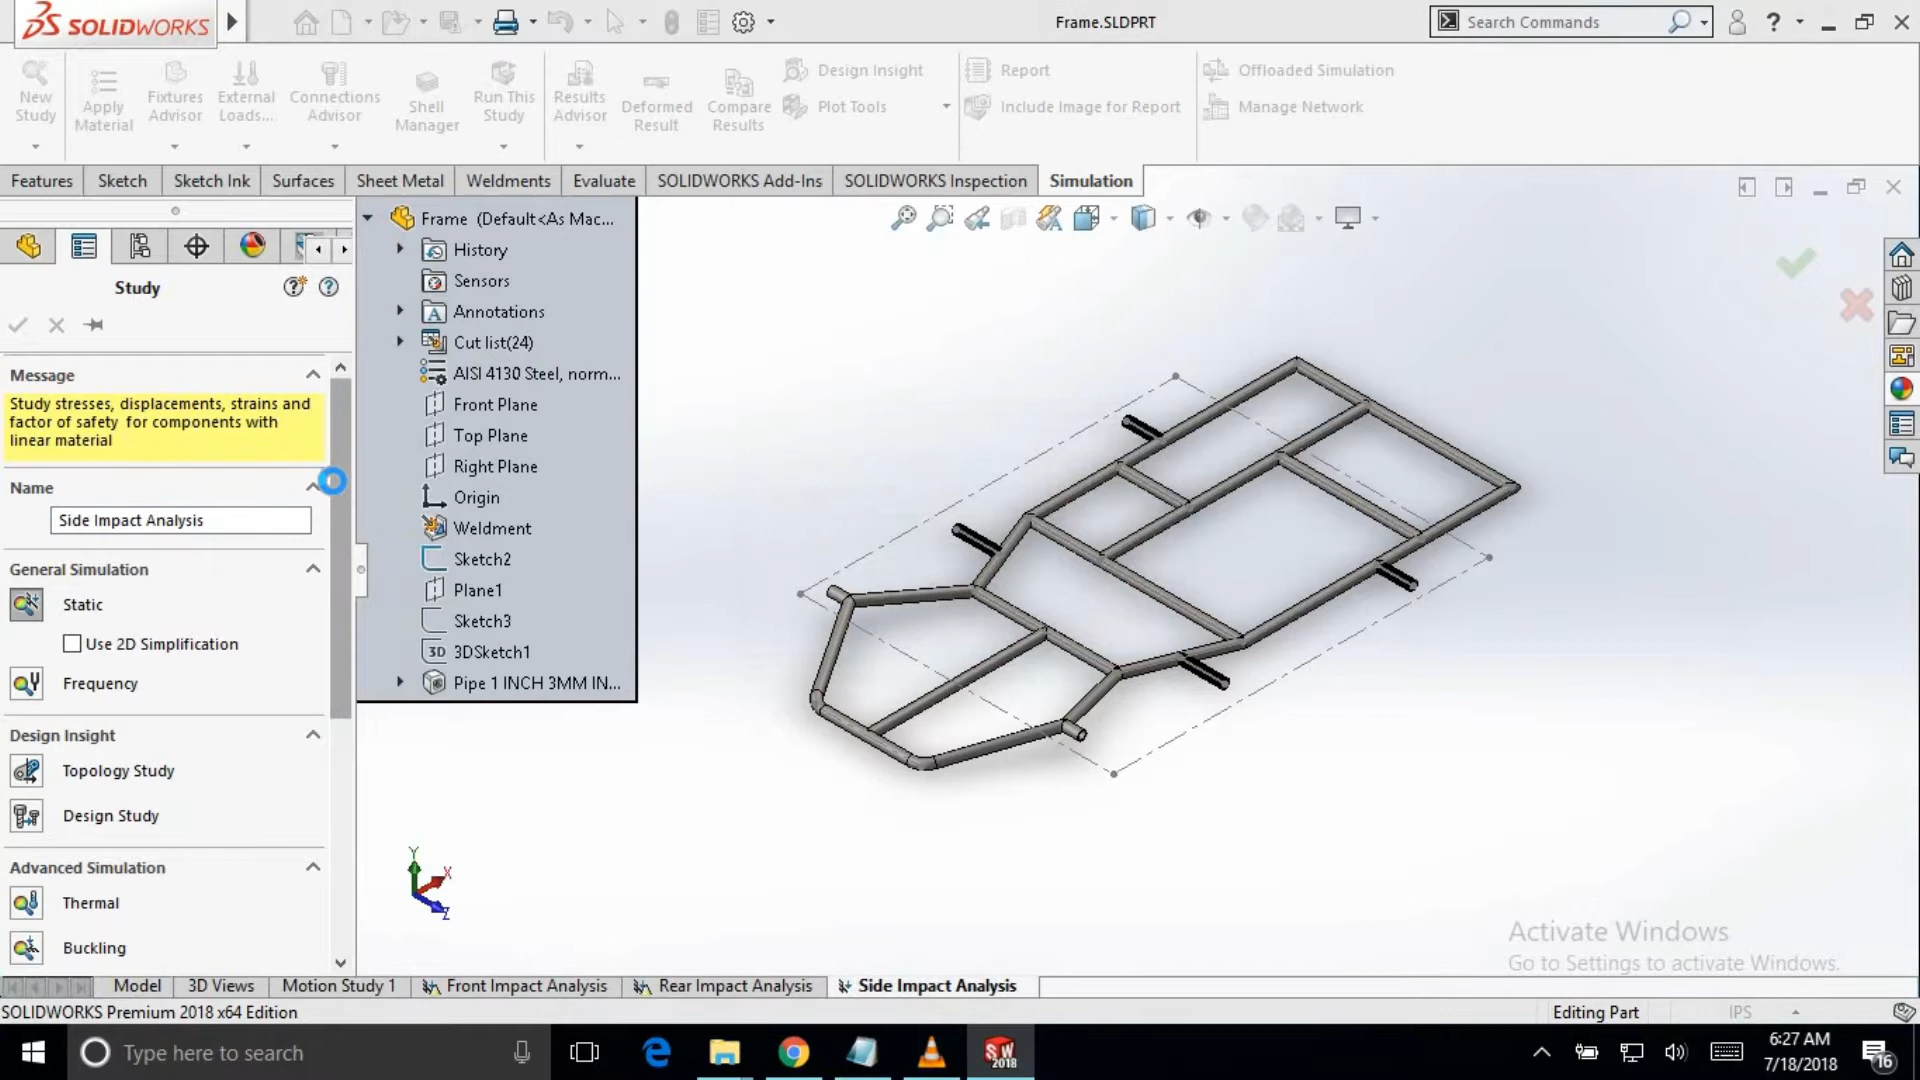 SOLIDWORKS
Frame.SLDPRT
Search Commands
?
New Study
Apply Material
Fixtures Advisor
External Loads...
Connections Advisor
Shell Manager
Run This Study
Results Advisor
Deformed Result
Compare Results
Design Insight
Plot Tools
Report
Include Image for Report
Offloaded Simulation
Manage Network
Features
Sketch
Sketch Ink
Surfaces
Sheet Metal
Weldments
Evaluate
SOLIDWORKS Add-Ins
SOLIDWORKS Inspection
Simulation
Study
Message
Study stresses, displacements, strains and
factor of safety for components with
linear material
Name
Side Impact Analysis
General Simulation
Static
Use 2D Simplification
Frequency
Design Insight
Topology Study
Design Study
Advanced Simulation
Thermal
Buckling
Frame (Default<As Mac...
History
Sensors
Annotations
Cut list(24)
AISI 4130 Steel, norm...
Front Plane
Top Plane
Right Plane
Origin
Weldment
Sketch2
Plane1
Sketch3
3D 3DSketch1
Pipe 1 INCH 3MM IN...
Y
X
Z
Activate Windows
Go to Settings to activate Windows.
Model
3D Views
Motion Study 1
Front Impact Analysis
Rear Impact Analysis
Side Impact Analysis
SOLIDWORKS Premium 2018 x64 Edition
Editing Part
IPS
Type here to search
SW 2018
6:27 AM
7/18/2018
16